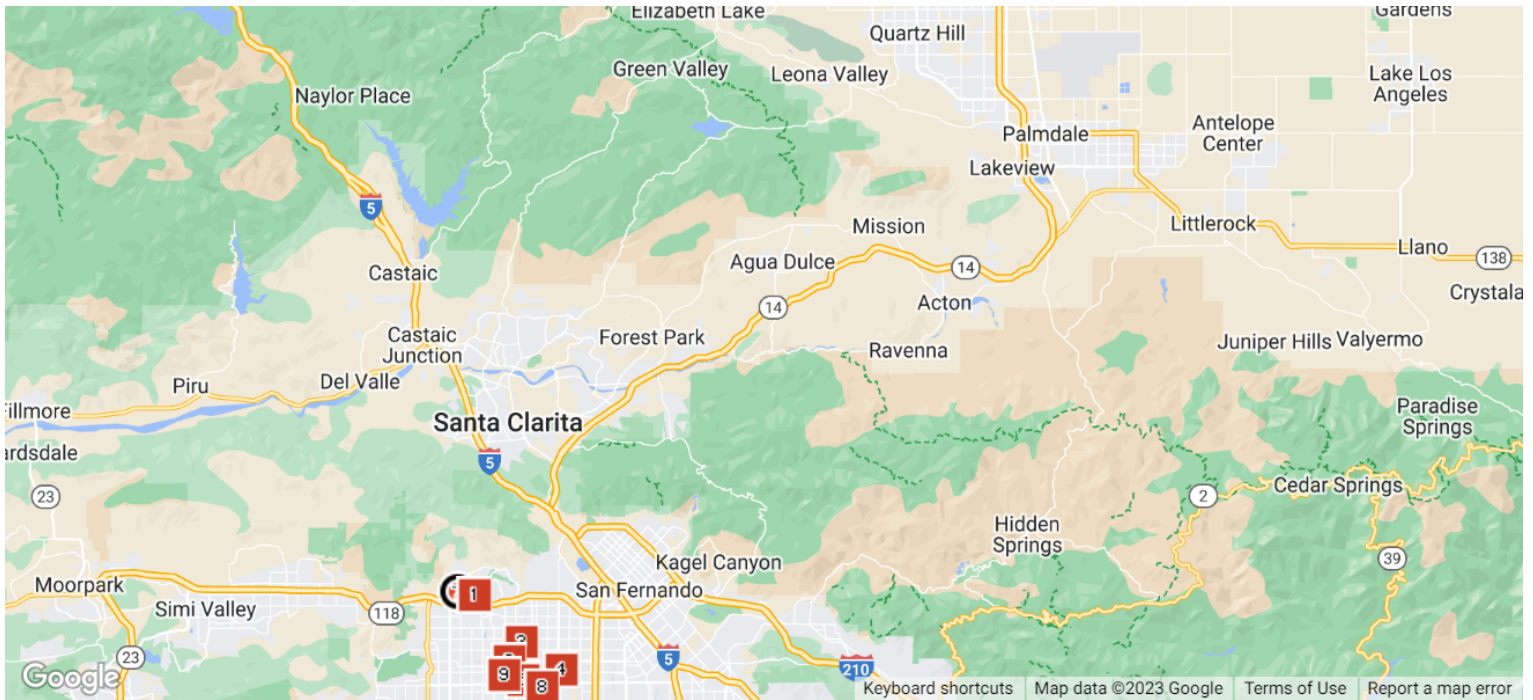 Elizabeth Lake
Gardens
Quartz Hill
Green Valley
Leona Valley
Lake Los
Angeles
Naylor Place
Palmdale
Antelope
Center
Lakeview
5
Littlerock
Mission
Llano
138
Castaic
Agua Dulce
14
Crystala
Acton
14
Castaic
Junction
Forest Park
Ravenna
Juniper Hills
Valyermo
Piru
Del Valle
Fillmore
Santa Clarita
Paradise
Springs
ardsdale
5
23
2
Cedar Springs
Hidden
Springs
39
Kagel Canyon
Moorpark
San Fernando
1
Simi Valley
118
3
23
5
4
210
9
8
Google
Keyboard shortcuts
Map data ©2023 Google
Terms of Use
Report a map error